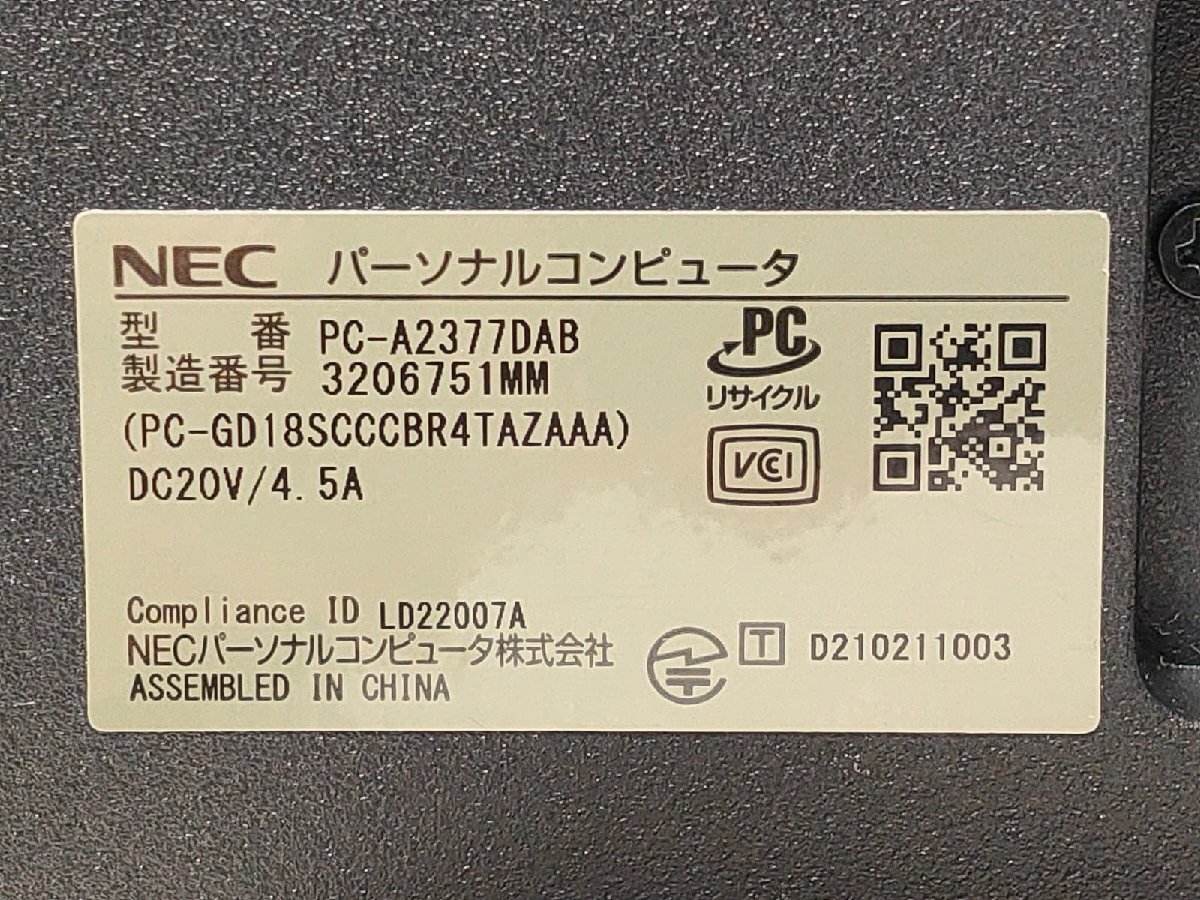 NEC パーソナルコンピュータ
型 番 PC-A2377DAB
製造番号 3206751MM
(PC-GD18SCCCBR4TAZAAA)
DC20V/4.5A
PC
リサイクル
VCCI
Compliance ID LD22007A
NECパーソナルコンピュータ株式会社
ASSEMBLED IN CHINA
T D210211003